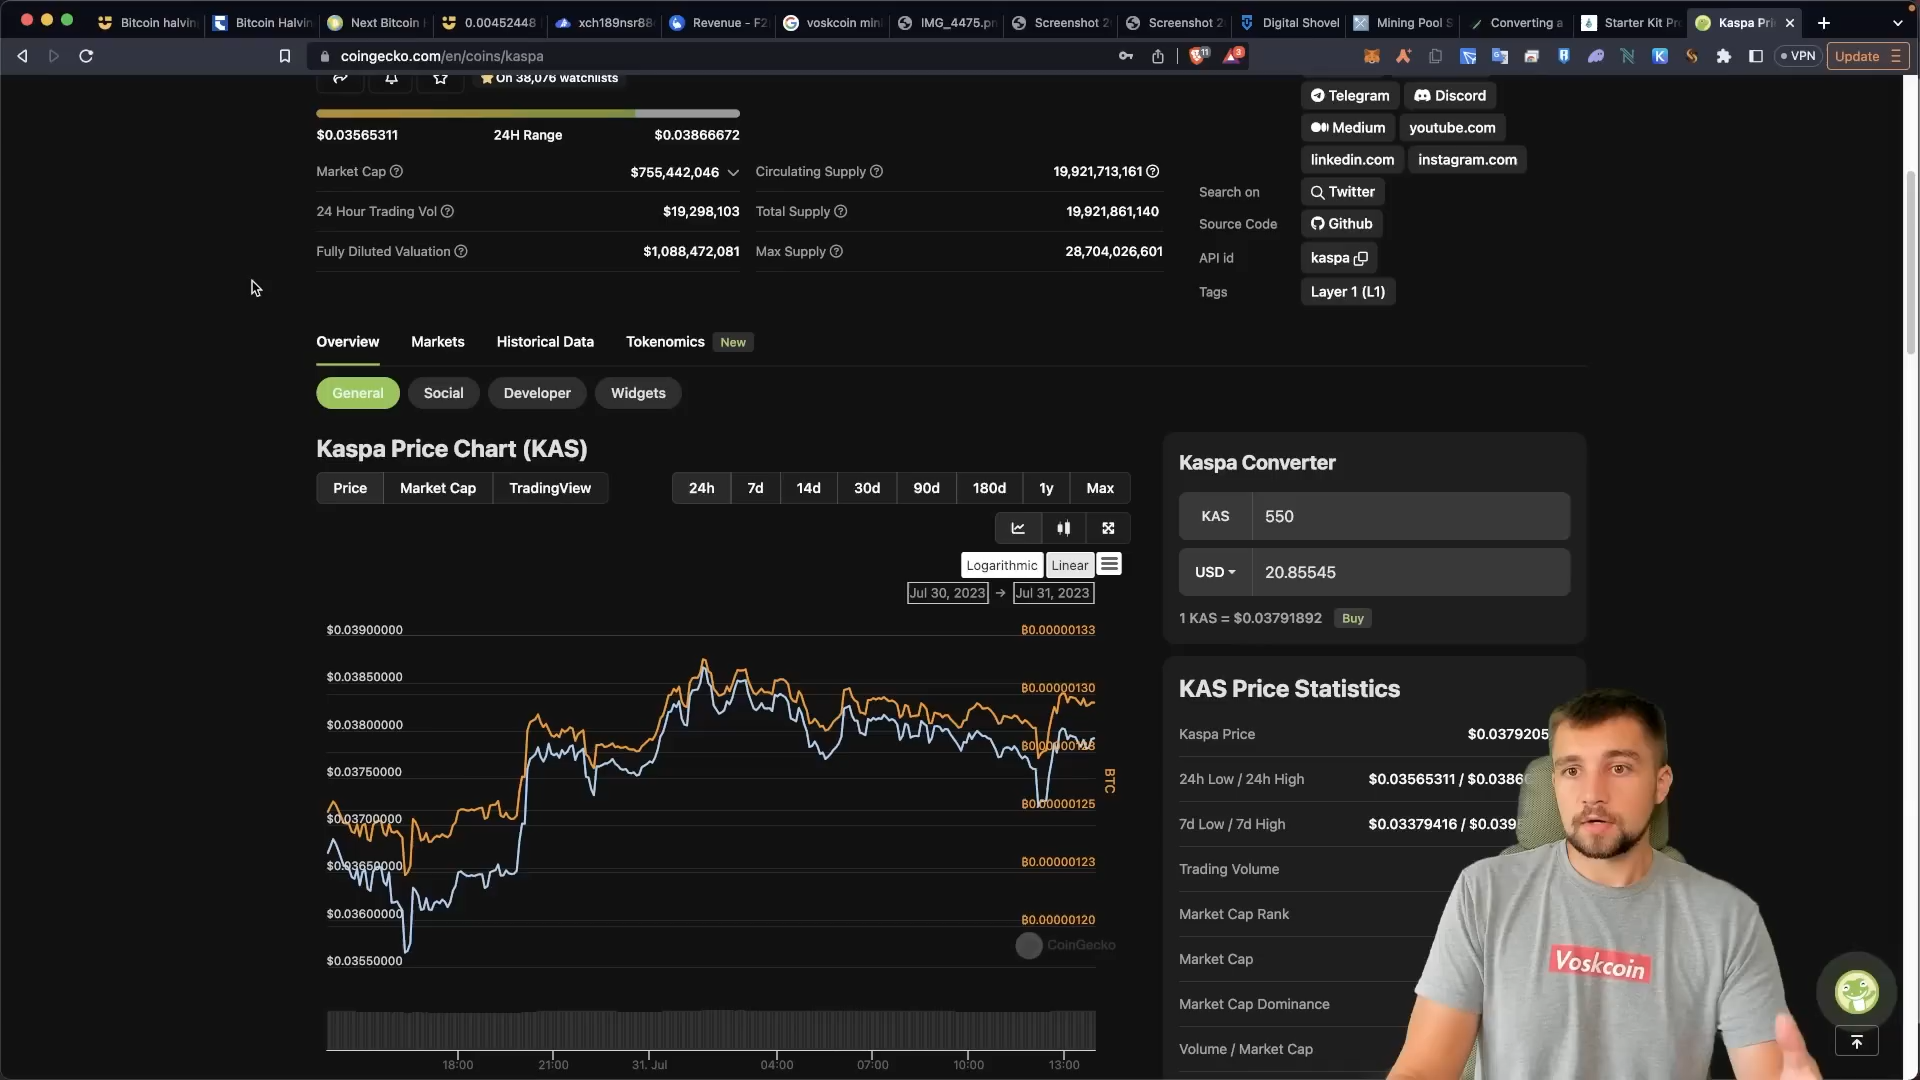 Bitcoin halvin
Bitcoin Halvin
Next Bitcoin
0.00452448
xch189nsr88
Revenue - F2
voskcoin mini
IMG_4475.pn
Screenshot 2
Screenshot 2
Digital Shovel
Mining Pool S
Converting a
Starter Kit Pr
Kaspa Pri
coingecko.com/en/coins/kaspa
11
3
VPN
Update
On 38,076 watchlists
$0.03565311 24H Range $0.03866672
Market Cap $755,442,046
24 Hour Trading Vol $19,298,103
Fully Diluted Valuation $1,088,472,081
Circulating Supply 19,921,713,161
Total Supply 19,921,861,140
Max Supply 28,704,026,601
Telegram Discord
Medium youtube.com
linkedin.com instagram.com
Search on Twitter
Source Code Github
API id kaspa
Tags Layer 1 (L1)
Overview Markets Historical Data Tokenomics New
General Social Developer Widgets
Kaspa Price Chart (KAS)
Price Market Cap TradingView
24h 7d 14d 30d 90d 180d 1y Max
Logarithmic Linear
Jul 30, 2023 → Jul 31, 2023
$0.03900000
$0.03850000
$0.03800000
$0.03750000
$0.03700000
$0.03650000
$0.03600000
$0.03550000
₿0.00000133
₿0.00000130
₿0.00000125
₿0.00000123
₿0.00000120
BTC
CoinGecko
18:00 21:00 31. Jul 04:00 07:00 10:00 13:00
Kaspa Converter
KAS 550
USD 20.85545
1 KAS = $0.03791892 Buy
KAS Price Statistics
Kaspa Price $0.0379205
24h Low / 24h High $0.03565311 / $0.0386
7d Low / 7d High $0.03379416 / $0.039
Trading Volume
Market Cap Rank
Market Cap
Market Cap Dominance
Volume / Market Cap
Voskcoin